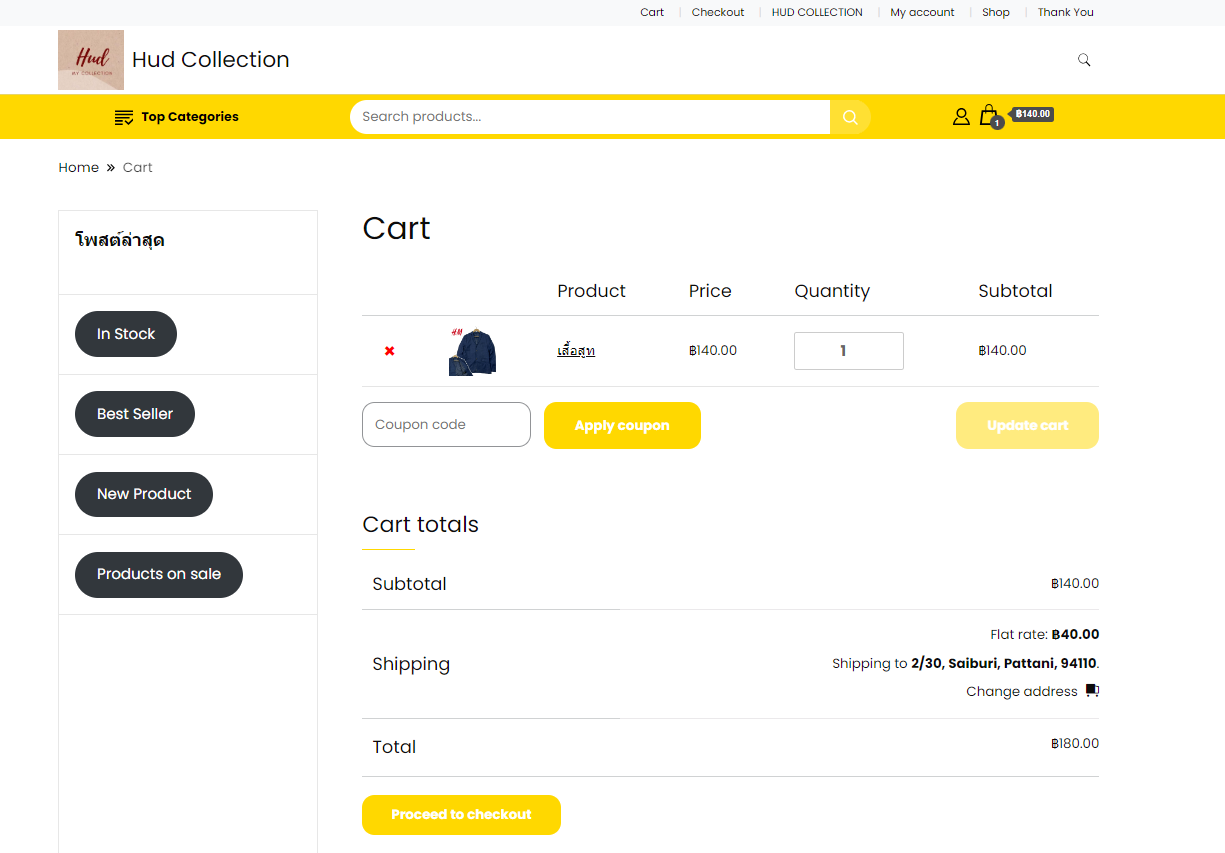 Cart Checkout HUD COLLECTION My account Shop Thank You
Hud
MY COLLECTION
Hud Collection
Top Categories
Search products...
1
฿140.00
Home » Cart
โพสต์ล่าสุด
In Stock
Best Seller
New Product
Products on sale
Cart
Product Price Quantity Subtotal
HM
เสื้อสูท
฿140.00
1
฿140.00
Coupon code
Apply coupon
Update cart
Cart totals
Subtotal ฿140.00
Shipping
Flat rate: ฿40.00
Shipping to 2/30, Saiburi, Pattani, 94110.
Change address
Total ฿180.00
Proceed to checkout